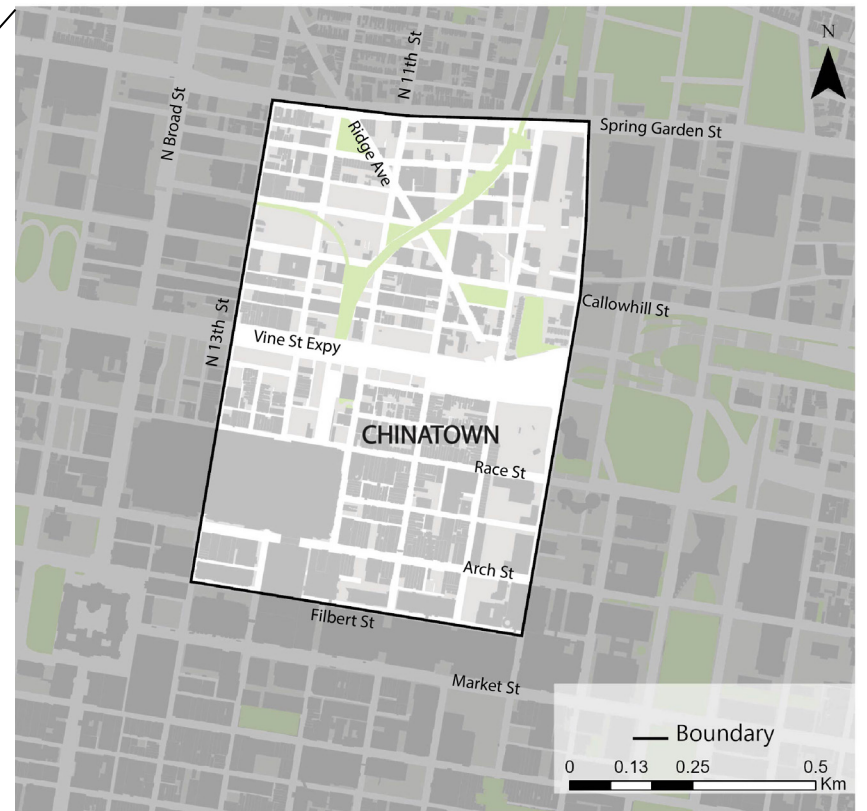 N
N 11th St
N Broad St
Spring Garden St
Ridge Ave
Callowhill St
N 13th St
Vine St Expy
CHINATOWN
Race St
Arch St
Filbert St
Market St
Boundary
0 0.13 0.25 0.5
Km